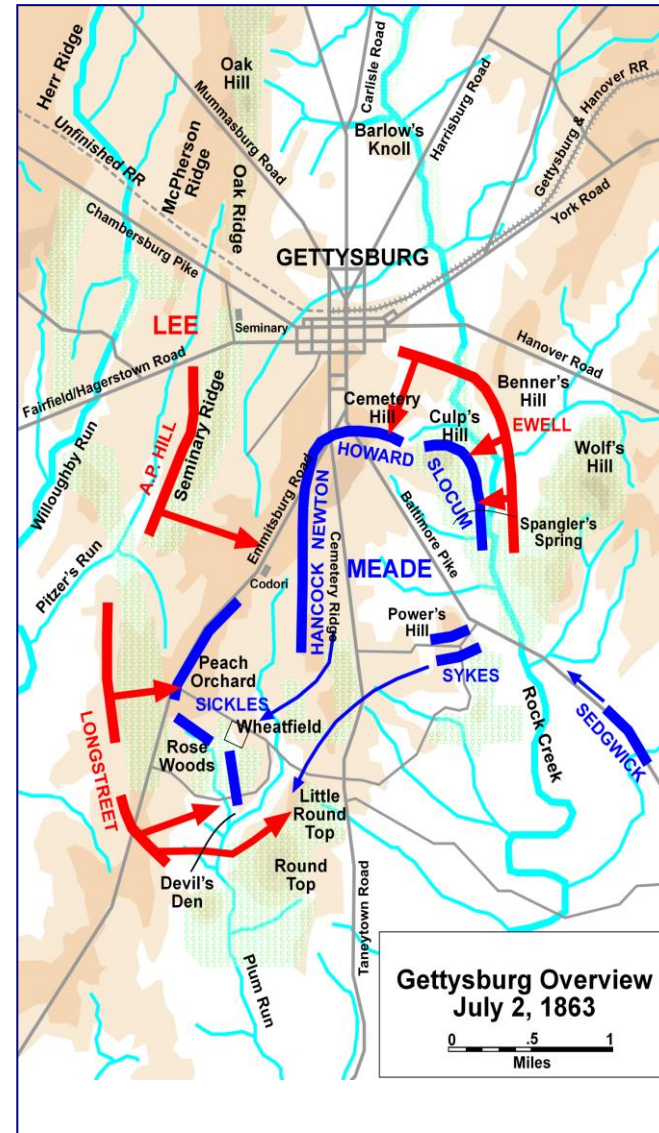 Herr Ridge
Oak
Hill
Mummasburg Road
Carlisle Road
Harrisburg Road
Gettysburg & Hanover RR
Unfinished RR
McPherson
Ridge
Barlow's
Knoll
Oak Ridge
York Road
Chambersburg Pike
GETTYSBURG
LEE
Seminary
Hanover Road
Fairfield/Hagerstown Road
Cemetery
Hill
Benner's
Hill
Culp's
Hill
EWELL
Willoughby Run
A.P. HILL
Seminary Ridge
HOWARD
SLOCUM
Wolf's
Hill
Emmitsburg Road
Spangler's
Spring
Pitzer's Run
Codori
HANCOCK NEWTON
Cemetery Ridge
MEADE
Baltimore Pike
Power's
Hill
Peach
Orchard
SICKLES
SYKES
LONGSTREET
Wheatfield
Rock Creek
SEDGWICK
Rose
Woods
Little
Round
Top
Devil's
Den
Round
Top
Plum Run
Taneytown Road
Gettysburg Overview
July 2, 1863
0 .5 1
Miles